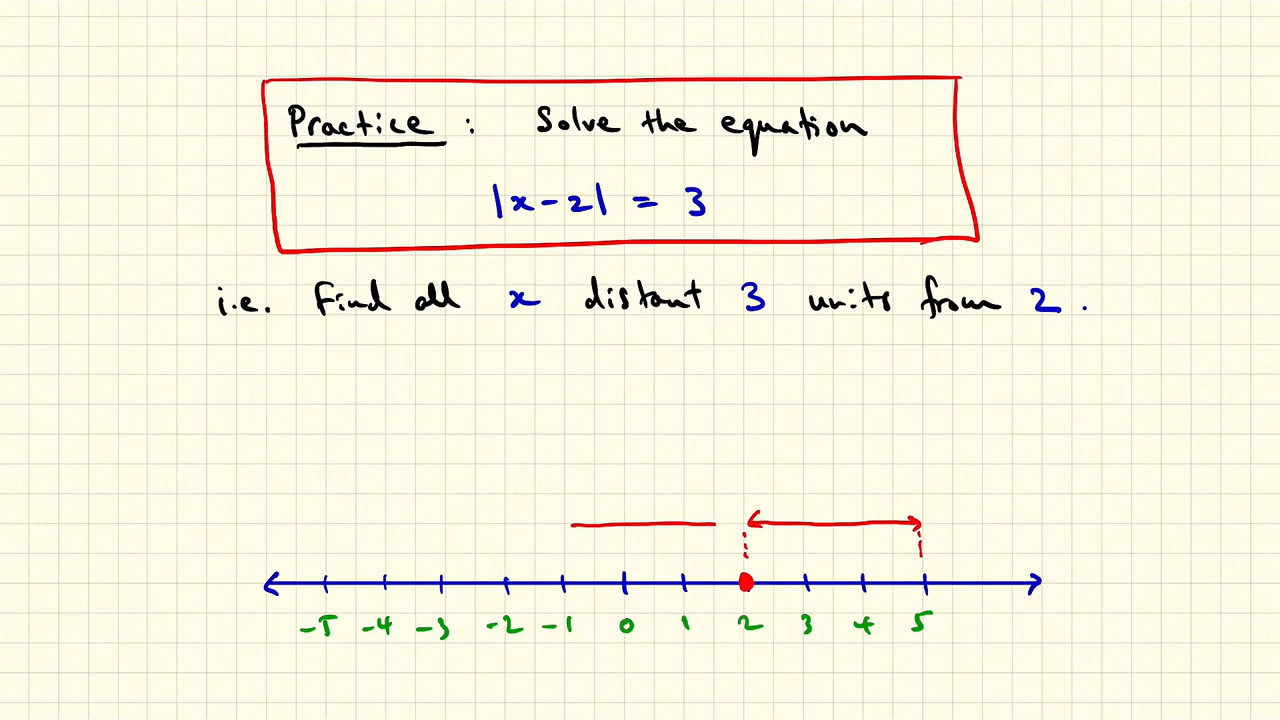 Practice : Solve the equation
|x-2| = 3
i.e. Find all x distant 3 units from 2 .
-5 -4 -3 -2 -1 0 1 2 3 4 5